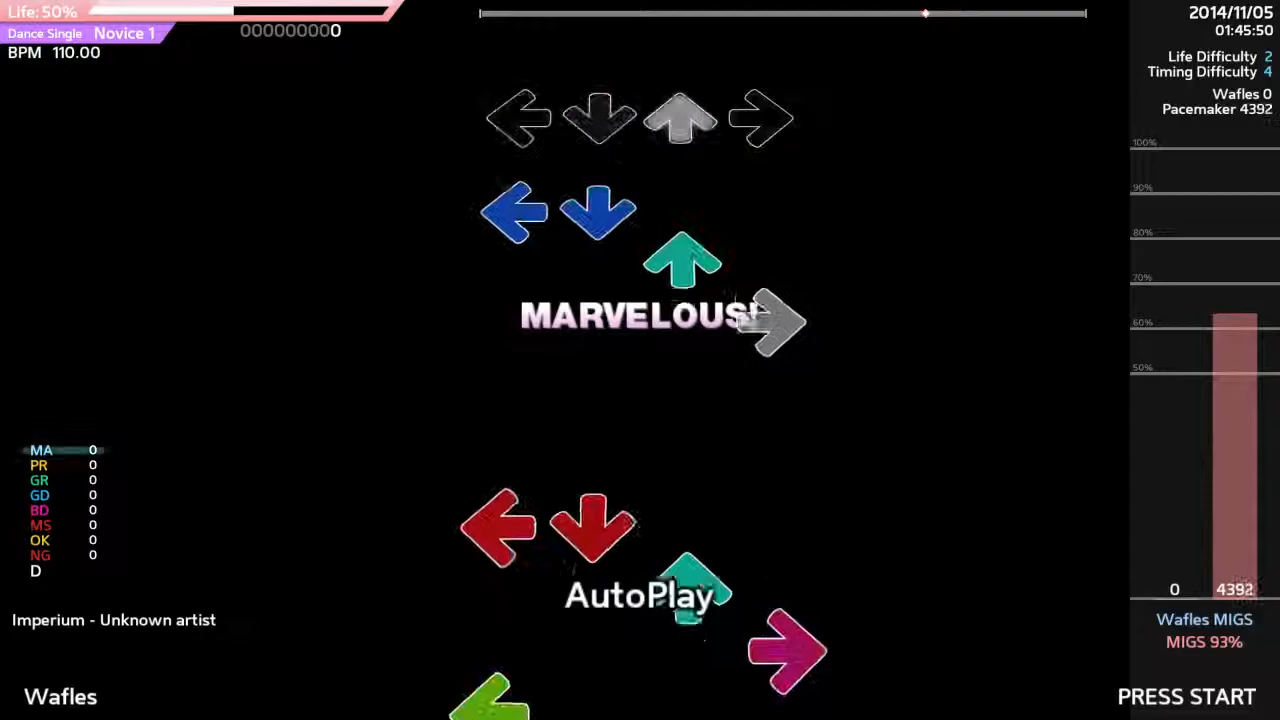 Life: 50%
Dance Single Novice 1
0000000000
BPM 110.00
2014/11/05
01:45:50
Life Difficulty 2
Timing Difficulty 4
Wafles 0
Pacemaker 4392
100%
90%
80%
70%
60%
50%
MARVELOUS!
MA 0
PR 0
GR 0
GD 0
BD 0
MS 0
OK 0
NG 0
D
AutoPlay
0 4392
Imperium - Unknown artist
Wafles MIGS
MIGS 93%
Wafles
PRESS START